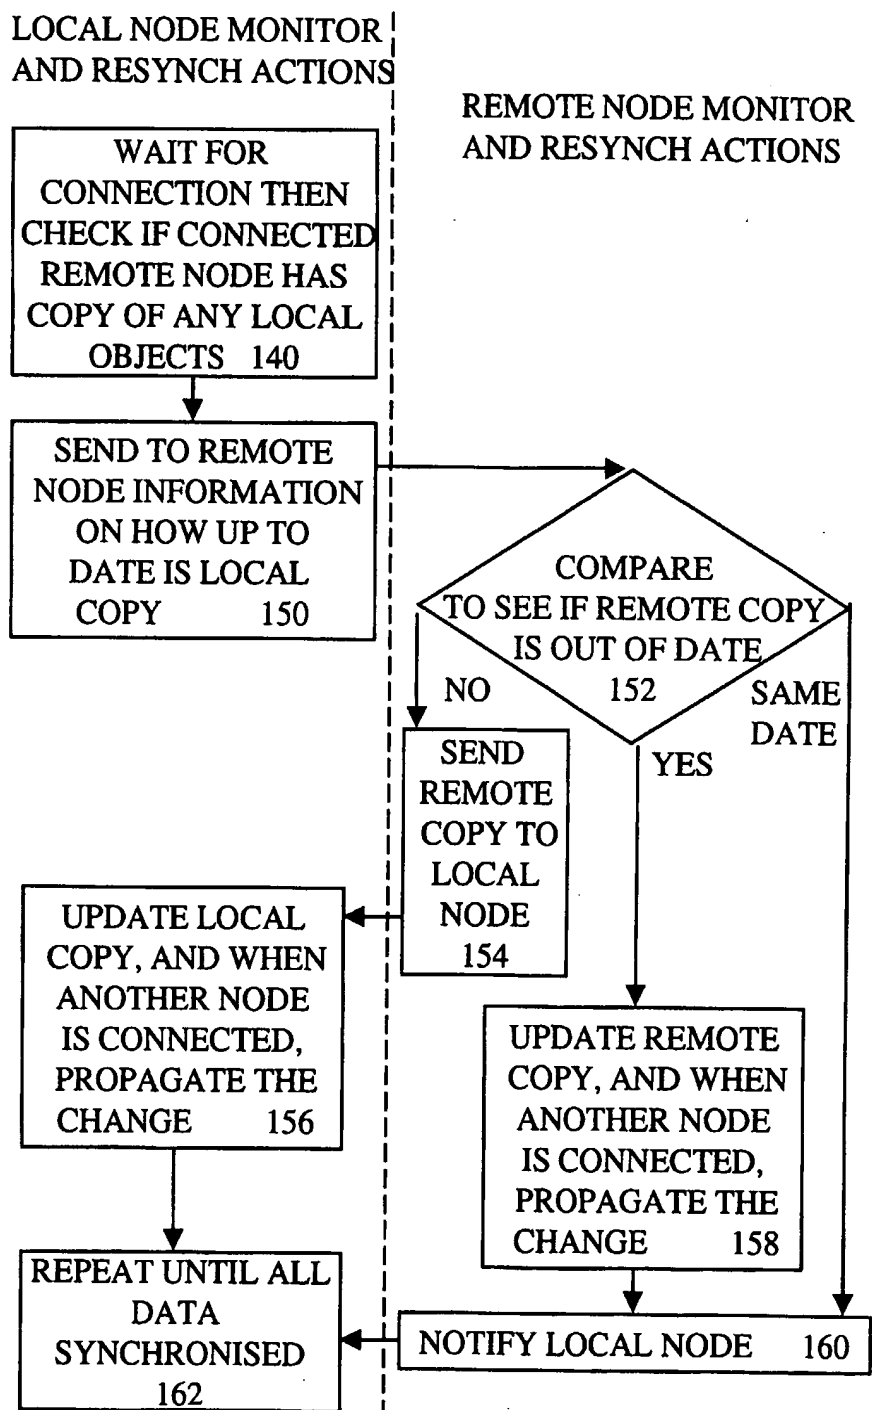 LOCAL NODE MONITOR
AND RESYNCH ACTIONS
REMOTE NODE MONITOR
AND RESYNCH ACTIONS
WAIT FOR
CONNECTION THEN
CHECK IF CONNECTED
REMOTE NODE HAS
COPY OF ANY LOCAL
OBJECTS 140
SEND TO REMOTE
NODE INFORMATION
ON HOW UP TO
DATE IS LOCAL
COPY 150
COMPARE
TO SEE IF REMOTE COPY
IS OUT OF DATE
152
NO
SAME
DATE
YES
SEND
REMOTE
COPY TO
LOCAL
NODE
154
UPDATE LOCAL
COPY, AND WHEN
ANOTHER NODE
IS CONNECTED,
PROPAGATE THE
CHANGE 156
UPDATE REMOTE
COPY, AND WHEN
ANOTHER NODE
IS CONNECTED,
PROPAGATE THE
CHANGE 158
REPEAT UNTIL ALL
DATA
SYNCHRONISED
162
NOTIFY LOCAL NODE 160